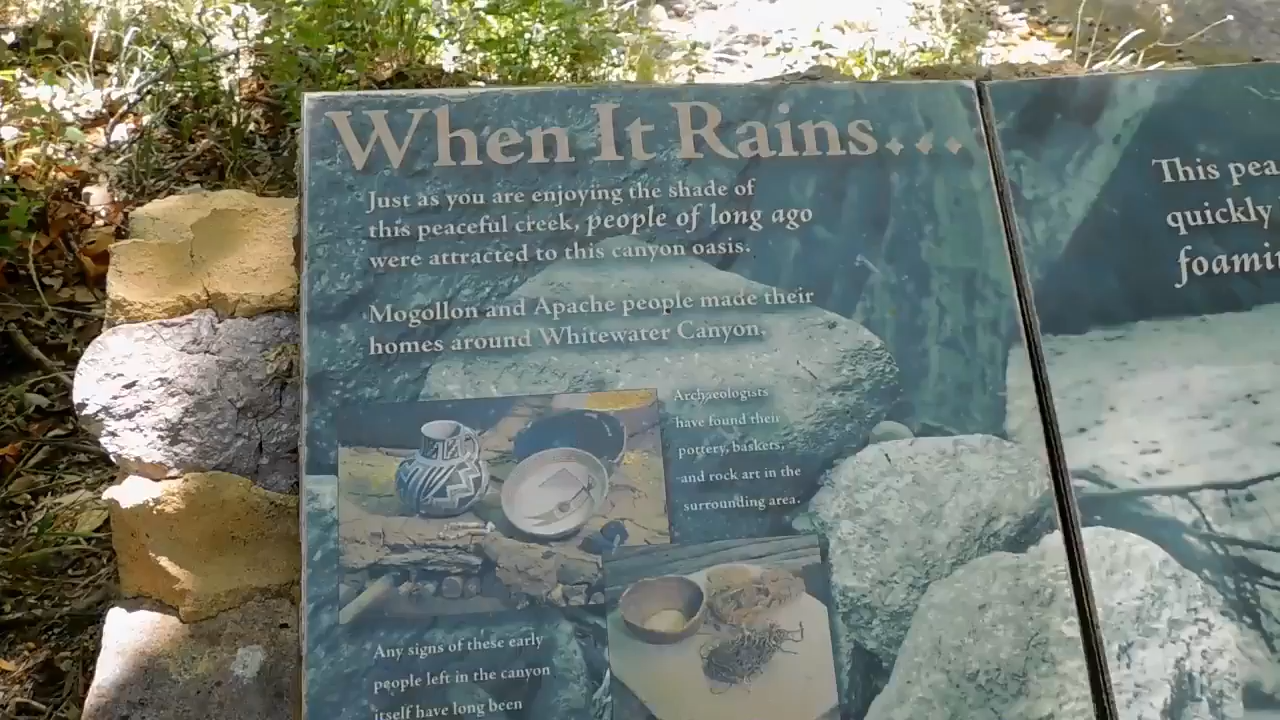 When It Rains...
Just as you are enjoying the shade of
this peaceful creek, people of long ago
were attracted to this canyon oasis.
Mogollon and Apache people made their
homes around Whitewater Canyon.
Archaeologists
have found their
pottery, baskets,
and rock art in the
surrounding area.
Any signs of these early
people left in the canyon
itself have long been
This pea
quickly
foami